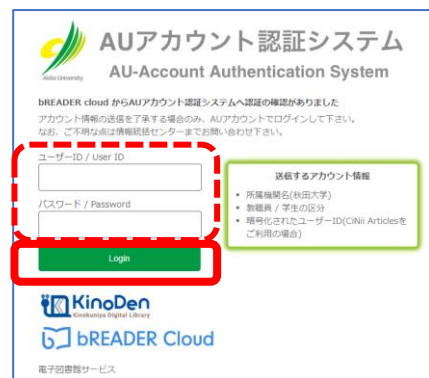 AUアカウント認証システム
AU-Account
Authentication System
Akita University
bREADER cloud からAUアカウント認証システムへ認証の確認がありました
アカウント情報の送信を了承する場合のみ、AUアカウントでログインして下さい。
なお、ご不明な点は情報統括センターまでお問い合わせ下さい。
ユーザーID / User ID
パスワード / Password
Login
送信するアカウント情報
• 所属機関名(秋田大学)
• 教職員 / 学生の区分
• 暗号化されたユーザーID(CiNii Articlesを
ご利用の場合)
KinoDen
Kinokuniya Digital Library
bREADER Cloud
電子図書館サービス